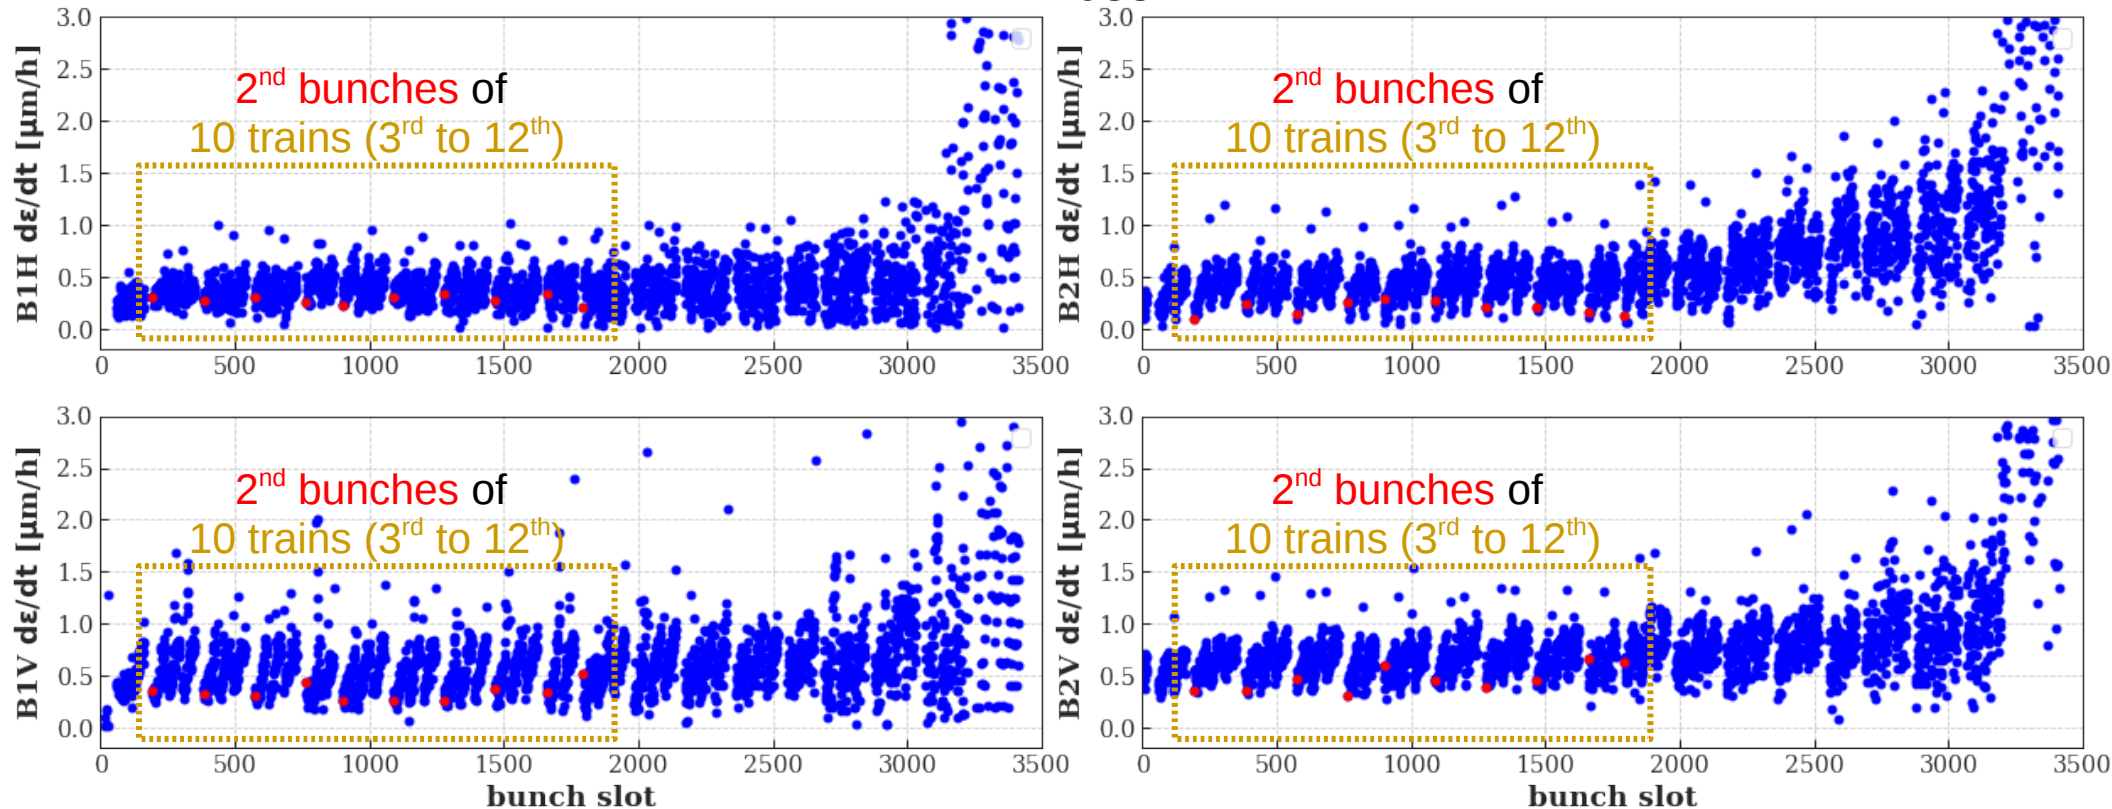 3.0
2.5
2.0
1.5
1.0
0.5
0.0
B1H dε/dt [μm/h]
2nd bunches of
10 trains (3rd to 12th)
0 500 1000 1500 2000 2500 3000 3500
3.0
2.5
2.0
1.5
1.0
0.5
0.0
B2H dε/dt [μm/h]
2nd bunches of
10 trains (3rd to 12th)
0 500 1000 1500 2000 2500 3000 3500
3.0
2.5
2.0
1.5
1.0
0.5
0.0
B1V dε/dt [μm/h]
2nd bunches of
10 trains (3rd to 12th)
0 500 1000 1500 2000 2500 3000 3500
bunch slot
3.0
2.5
2.0
1.5
1.0
0.5
0.0
B2V dε/dt [μm/h]
2nd bunches of
10 trains (3rd to 12th)
0 500 1000 1500 2000 2500 3000 3500
bunch slot